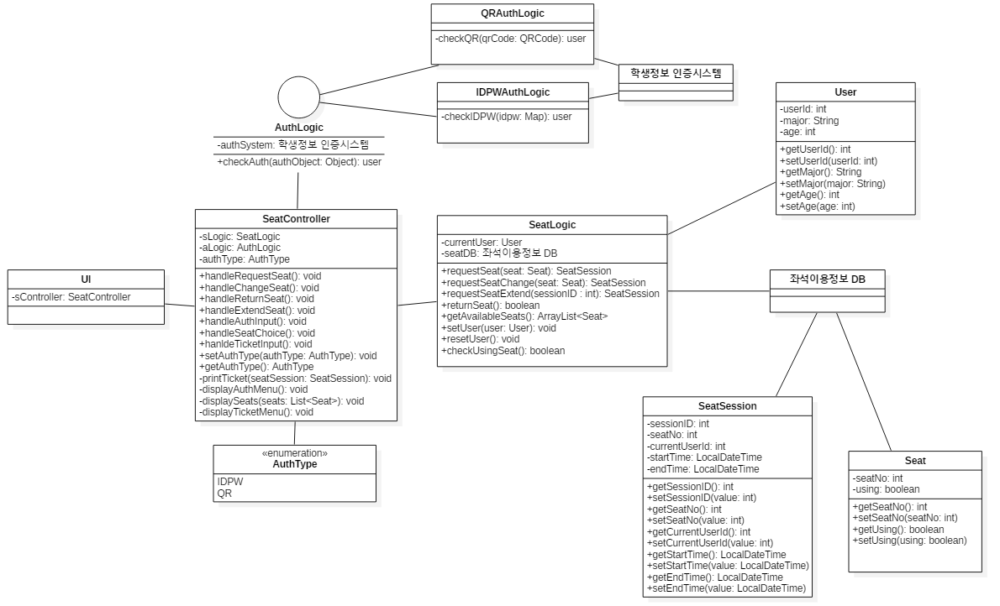 QRAuthLogic
-checkQR(qrCode: QRCode): user
학생정보 인증시스템
IDPWAuthLogic
-checkIDPW(idpw: Map): user
AuthLogic
-authSystem: 학생정보 인증시스템
+checkAuth(authObject: Object): user
User
-userId: int
-major: String
-age: int
+getUserId(): int
+setUserId(userId: int)
+getMajor(): String
+setMajor(major: String)
+getAge(): int
+setAge(age: int)
SeatController
-sLogic: SeatLogic
-aLogic: AuthLogic
-authType: AuthType
+handleRequestSeat(): void
+handleChangeSeat(): void
+handleReturnSeat(): void
+handleExtendSeat(): void
+handleAuthInput(): void
+handleSeatChoice(): void
+hanldeTicketInput(): void
+setAuthType(authType: AuthType): void
+getAuthType(): AuthType
-printTicket(seatSession: SeatSession): void
-displayAuthMenu(): void
-displaySeats(seats: List<Seat>): void
-displayTicketMenu(): void
SeatLogic
-currentUser: User
-seatDB: 좌석이용정보 DB
+requestSeat(seat: Seat): SeatSession
+requestSeatChange(seat: Seat): SeatSession
+requestSeatExtend(sessionID : int): SeatSession
+returnSeat(): boolean
+getAvailableSeats(): ArrayList<Seat>
+setUser(user: User): void
+resetUser(): void
+checkUsingSeat(): boolean
UI
-sController: SeatController
좌석이용정보 DB
«enumeration»
AuthType
IDPW
QR
SeatSession
-sessionID: int
-seatNo: int
-currentUserId: int
-startTime: LocalDateTime
-endTime: LocalDateTime
+getSessionID(): int
+setSessionID(value: int)
+getSeatNo(): int
+setSeatNo(value: int)
+getCurrentUserId(): int
+setCurrentUserId(value: int)
+getStartTime(): LocalDateTime
+setStartTime(value: LocalDateTime)
+getEndTime(): LocalDateTime
+setEndTime(value: LocalDateTime)
Seat
-seatNo: int
-using: boolean
+getSeatNo(): int
+setSeatNo(seatNo: int)
+getUsing(): boolean
+setUsing(using: boolean)